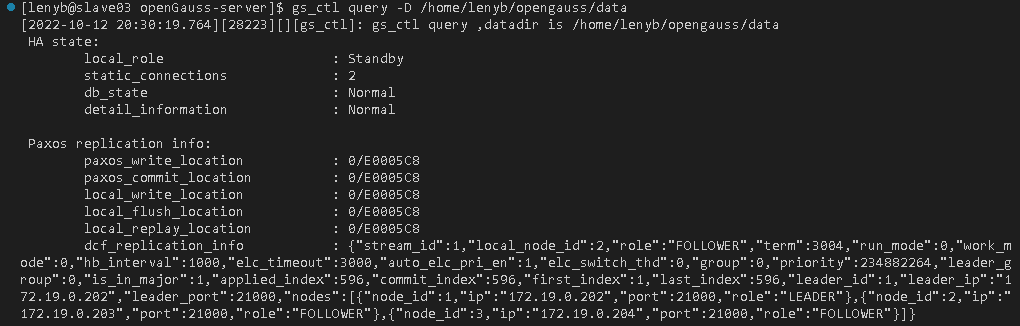 [lenyb@slave03 openGauss-server]$ gs_ctl query -D /home/lenyb/opengauss/data
[2022-10-12 20:30:19.764][28223][][gs_ctl]: gs_ctl query ,datadir is /home/lenyb/opengauss/data
HA state:
local_role : Standby
static_connections : 2
db_state : Normal
detail_information : Normal
Paxos replication info:
paxos_write_location : 0/E0005C8
paxos_commit_location : 0/E0005C8
local_write_location : 0/E0005C8
local_flush_location : 0/E0005C8
local_replay_location : 0/E0005C8
dcf_replication_info : {"stream_id":1,"local_node_id":2,"role":"FOLLOWER","term":3004,"run_mode":0,"work_m
ode":0,"hb_interval":1000,"elc_timeout":3000,"auto_elc_pri_en":1,"elc_switch_thd":0,"group":0,"priority":234882264,"leader_g
roup":0,"is_in_major":1,"applied_index":596,"commit_index":596,"first_index":1,"last_index":596,"leader_id":1,"leader_ip":"1
72.19.0.202","leader_port":21000,"nodes":[{"node_id":1,"ip":"172.19.0.202","port":21000,"role":"LEADER"},{"node_id":2,"ip":"
172.19.0.203","port":21000,"role":"FOLLOWER"},{"node_id":3,"ip":"172.19.0.204","port":21000,"role":"FOLLOWER"}]}